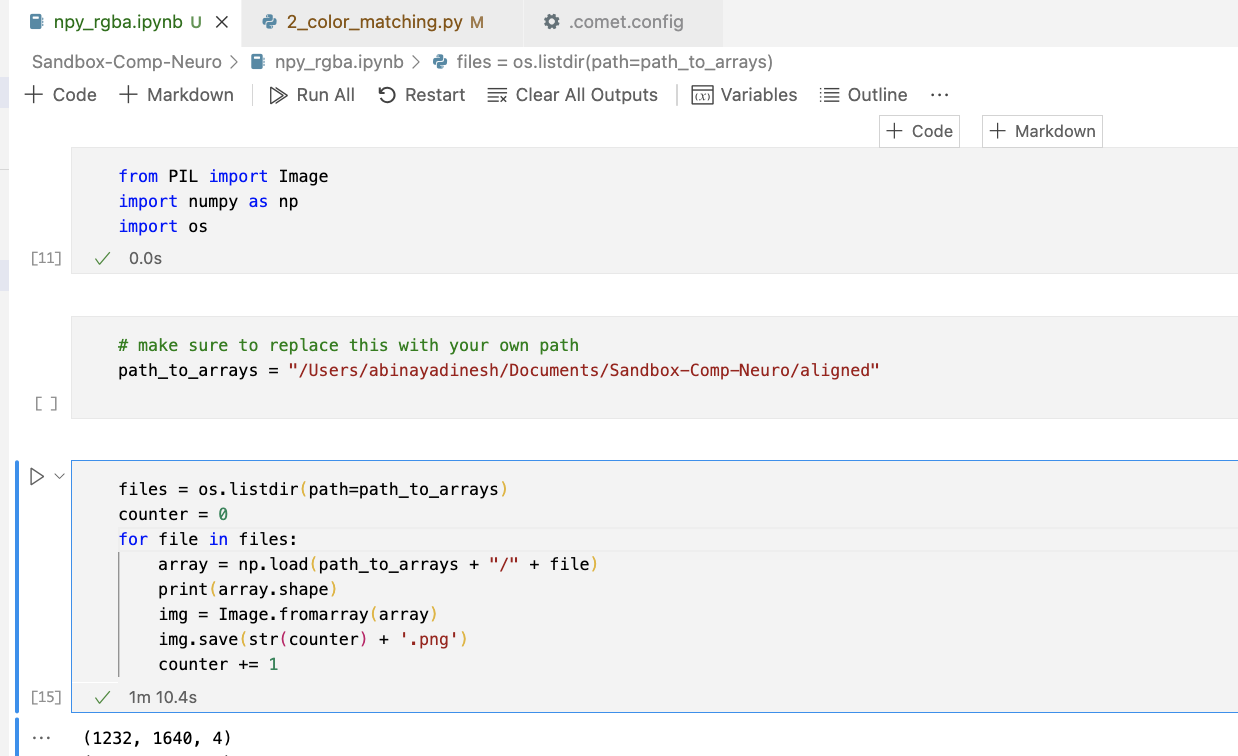 npy_rgba.ipynb U
2_color_matching.py M
.comet.config
Sandbox-Comp-Neuro > npy_rgba.ipynb > files = os.listdir(path=path_to_arrays)
+ Code + Markdown Run All Restart Clear All Outputs Variables Outline ...
+ Code + Markdown
from PIL import Image
import numpy as np
import os
[11] ✓ 0.0s
# make sure to replace this with your own path
path_to_arrays = "/Users/abinayadinesh/Documents/Sandbox-Comp-Neuro/aligned"
[ ]
files = os.listdir(path=path_to_arrays)
counter = 0
for file in files:
    array = np.load(path_to_arrays + "/" + file)
    print(array.shape)
    img = Image.fromarray(array)
    img.save(str(counter) + '.png')
    counter += 1
[15] ✓ 1m 10.4s
... (1232, 1640, 4)